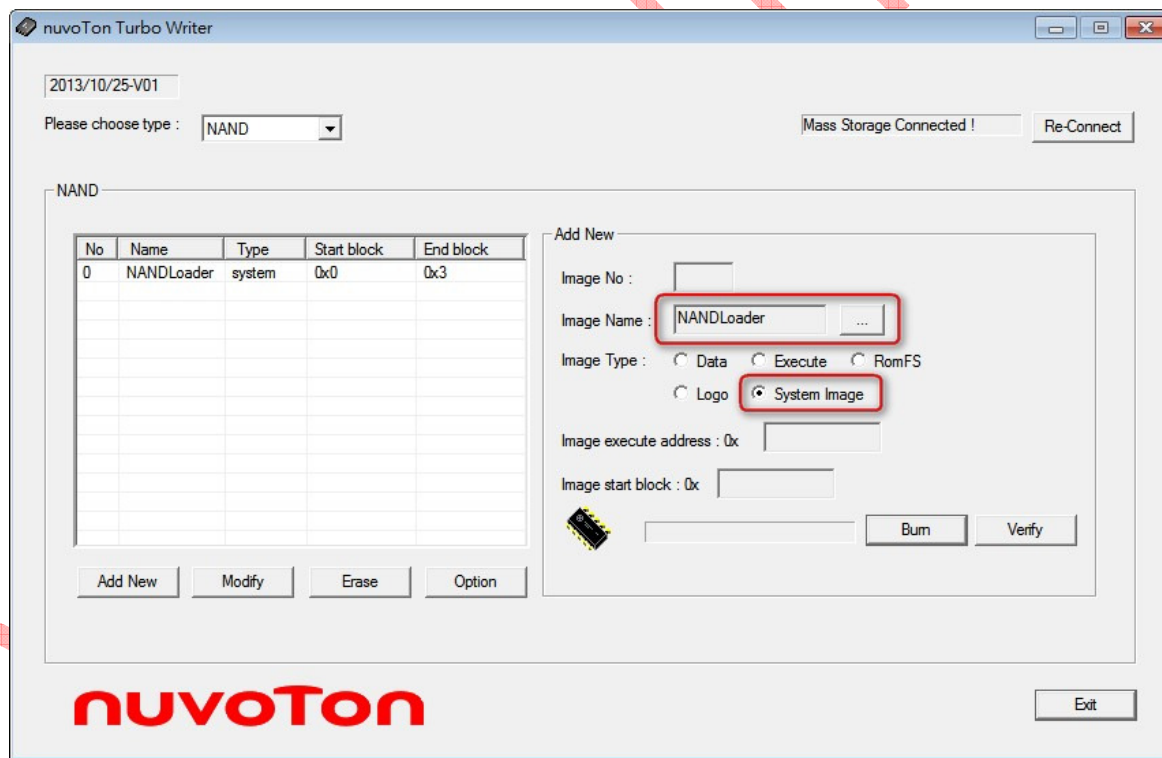 nuvoTon Turbo Writer
2013/10/25-V01
Please choose type : NAND
Mass Storage Connected ! Re-Connect
NAND
No Name Type Start block End block
0 NANDLoader system 0x0 0x3
Add New
Image No :
Image Name : NANDLoader ...
Image Type : Data Execute RomFS
Logo System Image
Image execute address : 0x
Image start block : 0x
Burn Verify
Add New Modify Erase Option
nuvoTon
Exit